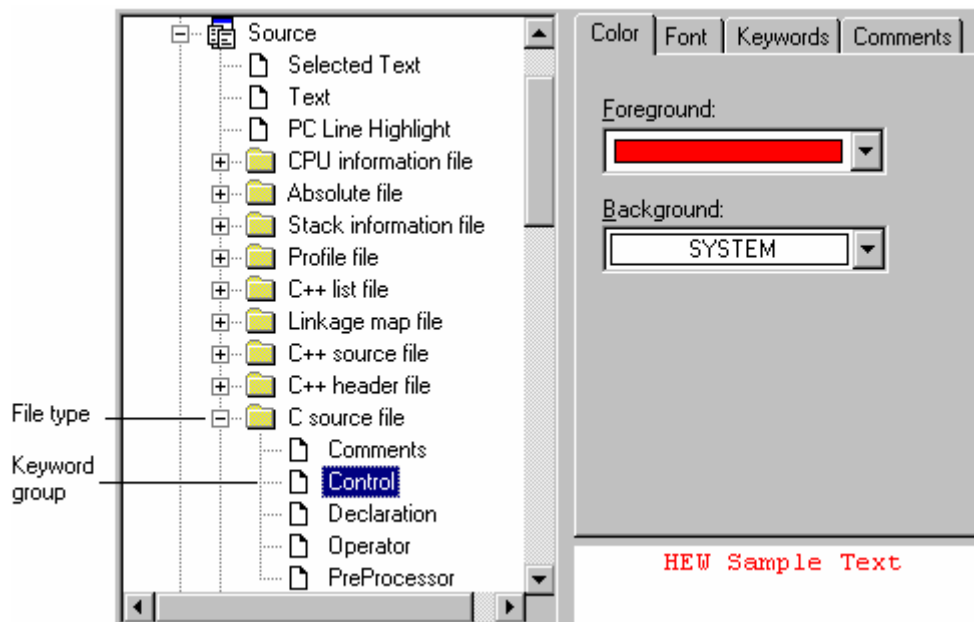 Source
Selected Text
Text
PC Line Highlight
CPU information file
Absolute file
Stack information file
Profile file
C++ list file
Linkage map file
C++ source file
C++ header file
File type
C source file
Comments
Keyword
group
Control
Declaration
Operator
PreProcessor
Color Font Keywords Comments
Foreground:
Background:
SYSTEM
HEW Sample Text